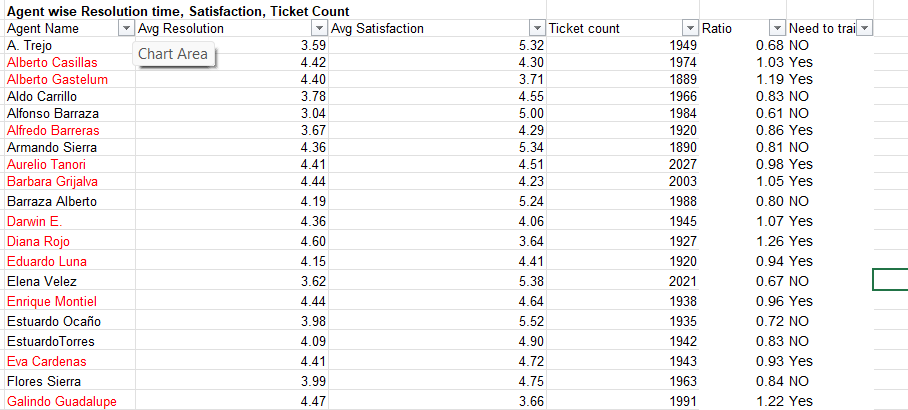 Agent wise Resolution time, Satisfaction, Ticket Count
Agent Name Avg Resolution Avg Satisfaction Ticket count Ratio Need to trai
A. Trejo 3.59 5.32 1949 0.68 NO
Chart Area
Alberto Casillas 4.42 4.30 1974 1.03 Yes
Alberto Gastelum 4.40 3.71 1889 1.19 Yes
Aldo Carrillo 3.78 4.55 1966 0.83 NO
Alfonso Barraza 3.04 5.00 1984 0.61 NO
Alfredo Barreras 3.67 4.29 1920 0.86 Yes
Armando Sierra 4.36 5.34 1890 0.81 NO
Aurelio Tanori 4.41 4.51 2027 0.98 Yes
Barbara Grijalva 4.44 4.23 2003 1.05 Yes
Barraza Alberto 4.19 5.24 1988 0.80 NO
Darwin E. 4.36 4.06 1945 1.07 Yes
Diana Rojo 4.60 3.64 1927 1.26 Yes
Eduardo Luna 4.15 4.41 1920 0.94 Yes
Elena Velez 3.62 5.38 2021 0.67 NO
Enrique Montiel 4.44 4.64 1938 0.96 Yes
Estuardo Ocaño 3.98 5.52 1935 0.72 NO
EstuardoTorres 4.09 4.90 1942 0.83 NO
Eva Cardenas 4.41 4.72 1943 0.93 Yes
Flores Sierra 3.99 4.75 1963 0.84 NO
Galindo Guadalupe 4.47 3.66 1991 1.22 Yes